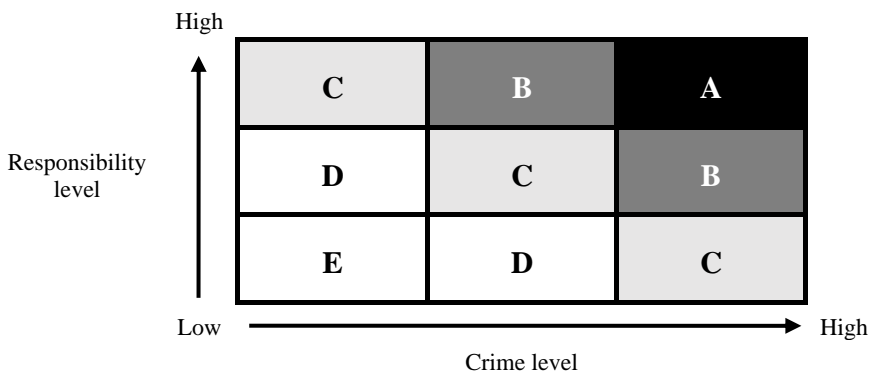 High
C B A
Responsibility
level
D C B
E D C
Low
High
Crime level